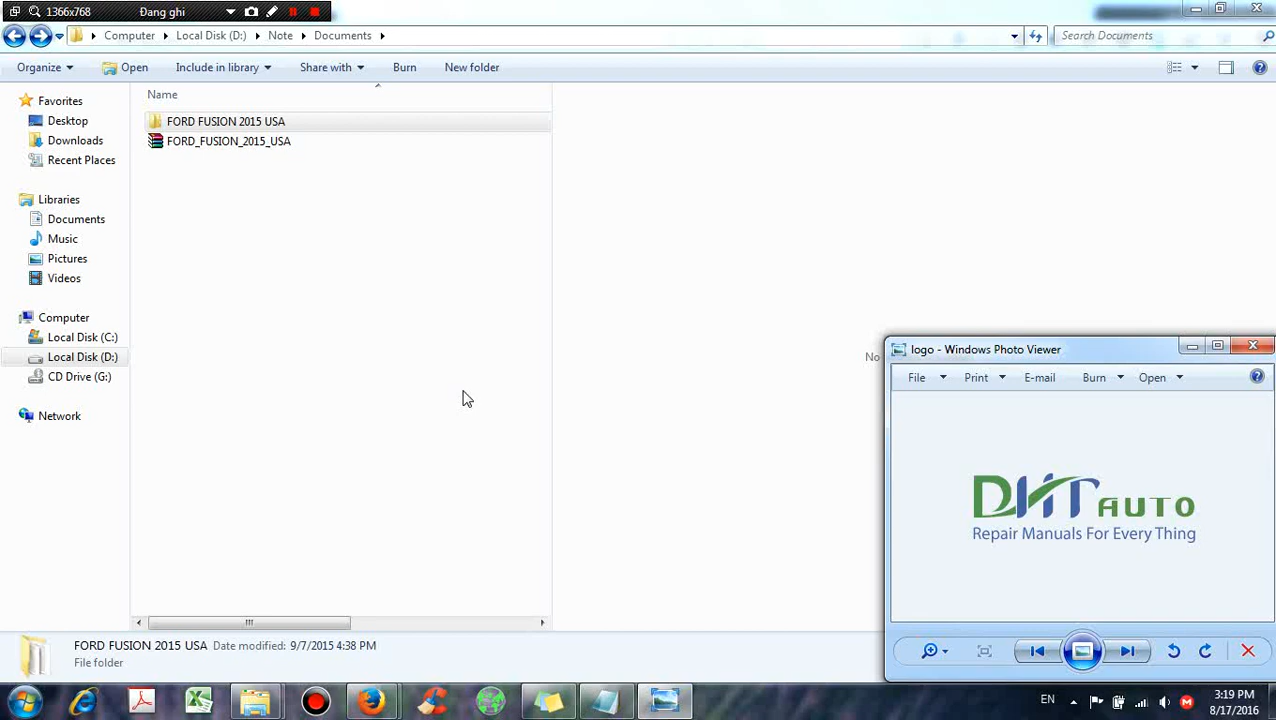 1366x768 Đang ghi
Computer Local Disk (D:) Note Documents Search Documents
Organize Open Include in library Share with Burn New folder
Name
FORD FUSION 2015 USA
FORD_FUSION_2015_USA
Favorites
Desktop
Downloads
Recent Places
Libraries
Documents
Music
Pictures
Videos
Computer
Local Disk (C:)
Local Disk (D:)
CD Drive (G:)
Network
No
logo - Windows Photo Viewer
File Print E-mail Burn Open
DHT AUTO
Repair Manuals For Every Thing
FORD FUSION 2015 USA Date modified: 9/7/2015 4:38 PM
File folder
EN 3:19 PM
8/17/2016